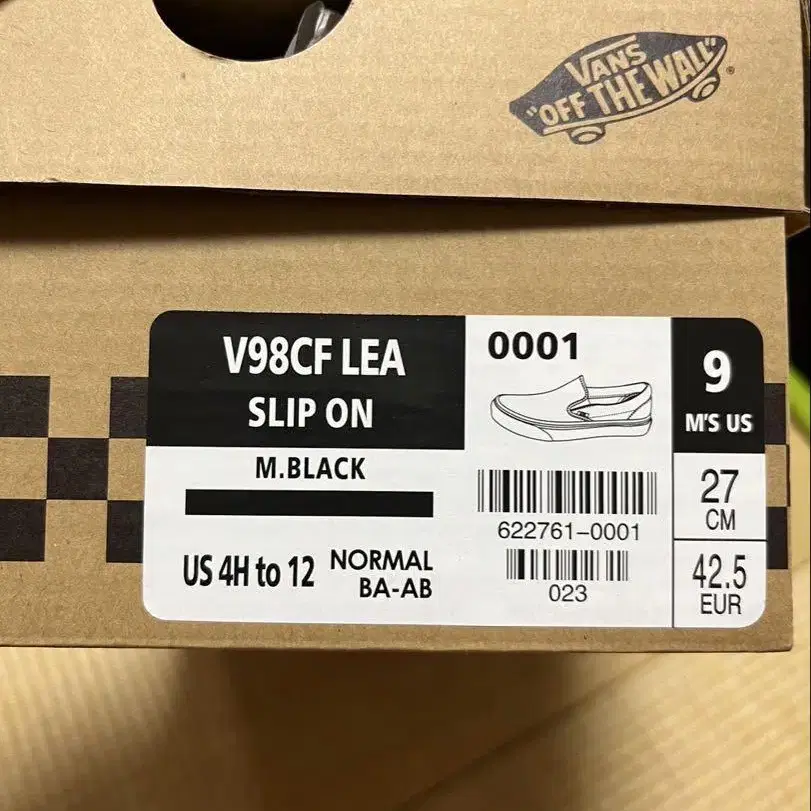 VANS
"OFF THE WALL"
®
V98CF LEA
SLIP ON
M.BLACK
US 4H to 12
NORMAL
BA-AB
0001
622761-0001
023
9
M'S US
27
CM
42.5
EUR